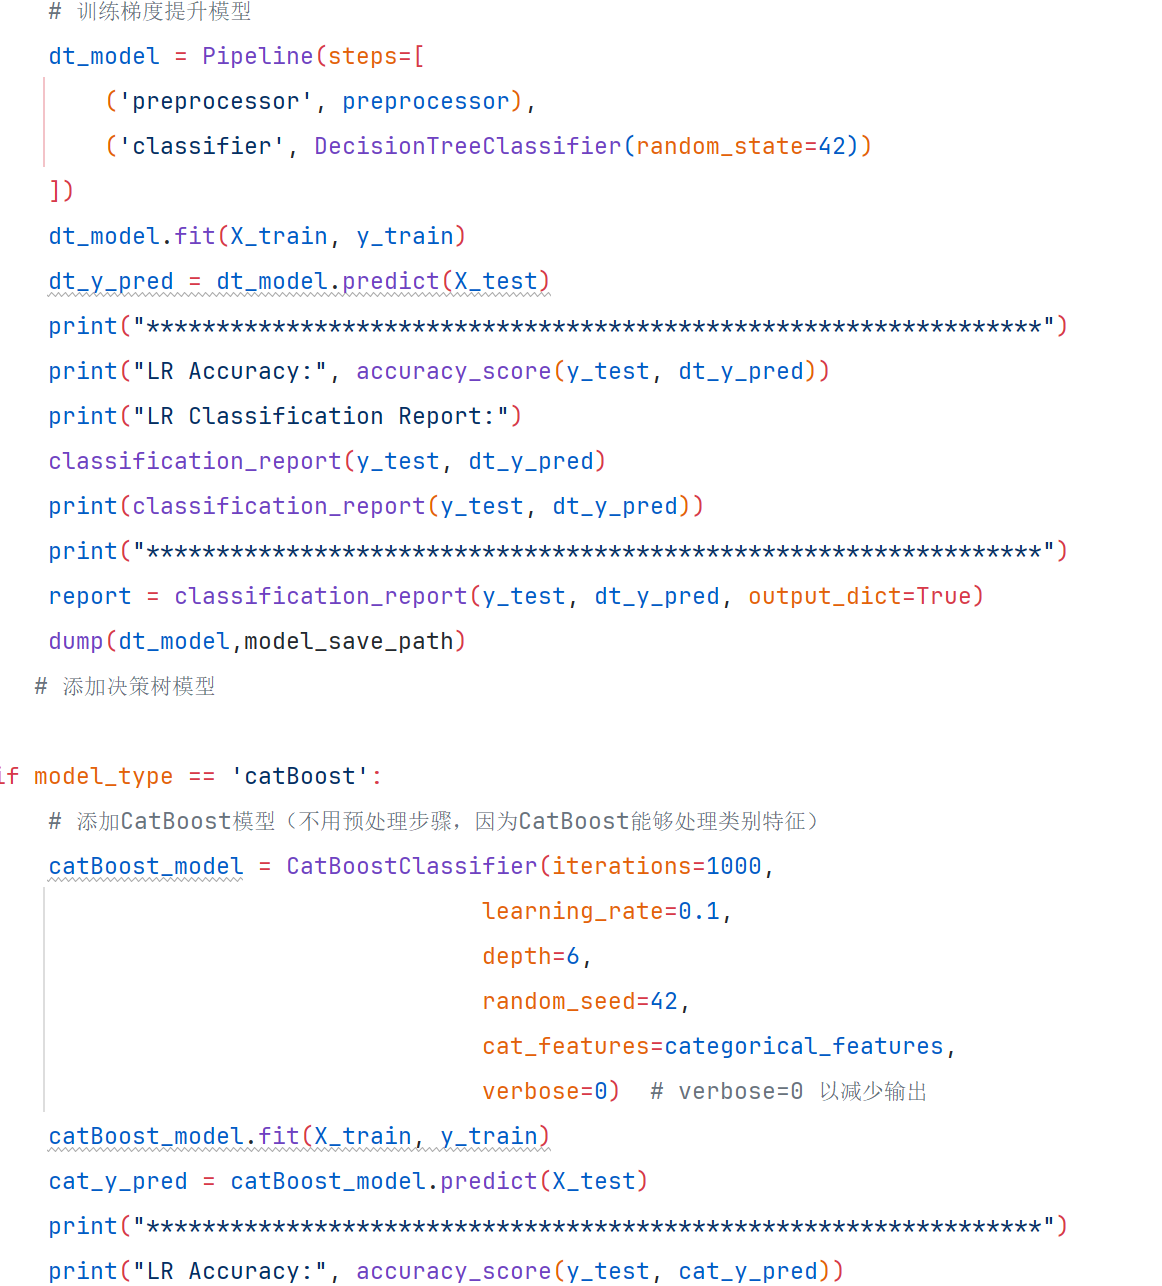 # 训练梯度提升模型
dt_model = Pipeline(steps=[
('preprocessor', preprocessor),
('classifier', DecisionTreeClassifier(random_state=42))
])
dt_model.fit(X_train, y_train)
dt_y_pred = dt_model.predict(X_test)
print("****************************************************************")
print("LR Accuracy:", accuracy_score(y_test, dt_y_pred))
print("LR Classification Report:")
classification_report(y_test, dt_y_pred)
print(classification_report(y_test, dt_y_pred))
print("****************************************************************")
report = classification_report(y_test, dt_y_pred, output_dict=True)
dump(dt_model,model_save_path)
# 添加决策树模型
if model_type == 'catBoost':
# 添加CatBoost模型（不用预处理步骤，因为CatBoost能够处理类别特征）
catBoost_model = CatBoostClassifier(iterations=1000,
learning_rate=0.1,
depth=6,
random_seed=42,
cat_features=categorical_features,
verbose=0)  # verbose=0 以减少输出
catBoost_model.fit(X_train, y_train)
cat_y_pred = catBoost_model.predict(X_test)
print("****************************************************************")
print("LR Accuracy:", accuracy_score(y_test, cat_y_pred))